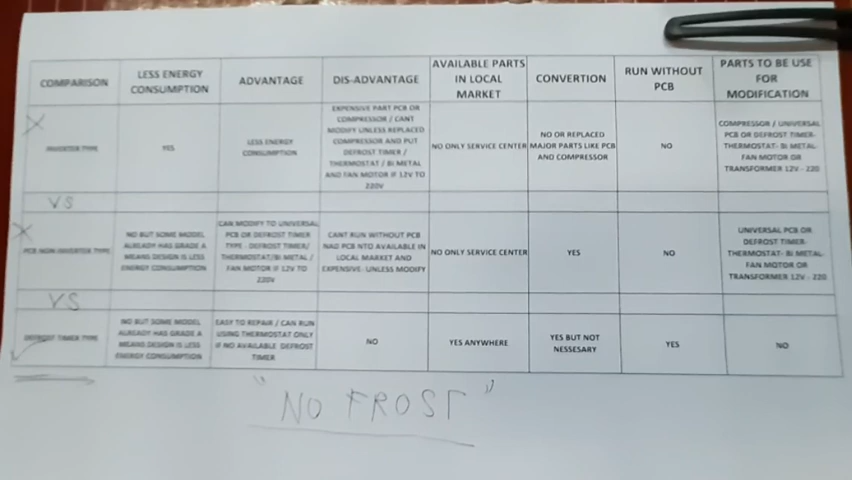 COMPARISON
LESS ENERGY
CONSUMPTION
ADVANTAGE
DIS-ADVANTAGE
AVAILABLE PARTS
IN LOCAL
MARKET
CONVERTION
RUN WITHOUT
PCB
PARTS TO BE USE
FOR
MODIFICATION
X
INVERTER TYPE
YES
LESS ENERGY
CONSUMPTION
EXPENSIVE PART PCB OR
COMPRESSOR / CANT
MODIFY UNLESS REPLACED
COMPRESSOR AND PUT
DEFROST TIMER /
THERMOSTAT / BI METAL
AND FAN MOTOR IF 12V TO
220V
NO ONLY SERVICE CENTER
NO OR REPLACED
MAJOR PARTS LIKE PCB
AND COMPRESSOR
NO
COMPRESSOR / UNIVERSAL
PCB OR DEFROST TIMER-
THERMOSTAT- BI METAL-
FAN MOTOR OR
TRANSFORMER 12V - 220
VS
X
PCB NON-INVERTER TYPE
NO BUT SOME MODEL
ALREADY HAS GRADE A
MEANS DESIGN IS LESS
ENERGY CONSUMPTION
CAN MODIFY TO UNIVERSAL
PCB OR DEFROST TIMER
TYPE - DEFROST TIMER/
THERMOSTAT/BI METAL /
FAN MOTOR IF 12V TO
220V
CANT RUN WITHOUT PCB
NAD PCB NTO AVAILABLE IN
LOCAL MARKET AND
EXPENSIVE -UNLESS MODIFY
NO ONLY SERVICE CENTER
YES
NO
UNIVERSAL PCB OR
DEFROST TIMER-
THERMOSTAT- BI METAL-
FAN MOTOR OR
TRANSFORMER 12V - 220
VS
DEFROST TIMER TYPE
NO BUT SOME MODEL
ALREADY HAS GRADE A
MEANS DESIGN IS LESS
ENERGY CONSUMPTION
EASY TO REPAIR / CAN RUN
USING THERMOSTAT ONLY
IF NO AVAILABLE DEFROST
TIMER
NO
YES ANYWHERE
YES BUT NOT
NESSESARY
YES
NO
"NO FROST"